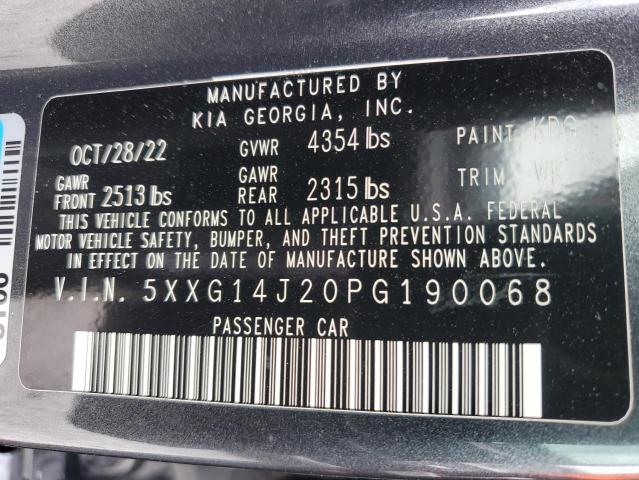 MANUFACTURED BY
KIA GEORGIA, INC.
OCT/28/22 GVWR 4354 lbs PAINT KDG
GAWR FRONT 2513 lbs GAWR REAR 2315 lbs TRIM
THIS VEHICLE CONFORMS TO ALL APPLICABLE U.S.A. FEDERAL
MOTOR VEHICLE SAFETY, BUMPER, AND THEFT PREVENTION STANDARDS
IN EFFECT ON THE DATE OF MANUFACTURE SHOWN ABOVE.
V.I.N. 5XXG14J20PG190068
PASSENGER CAR